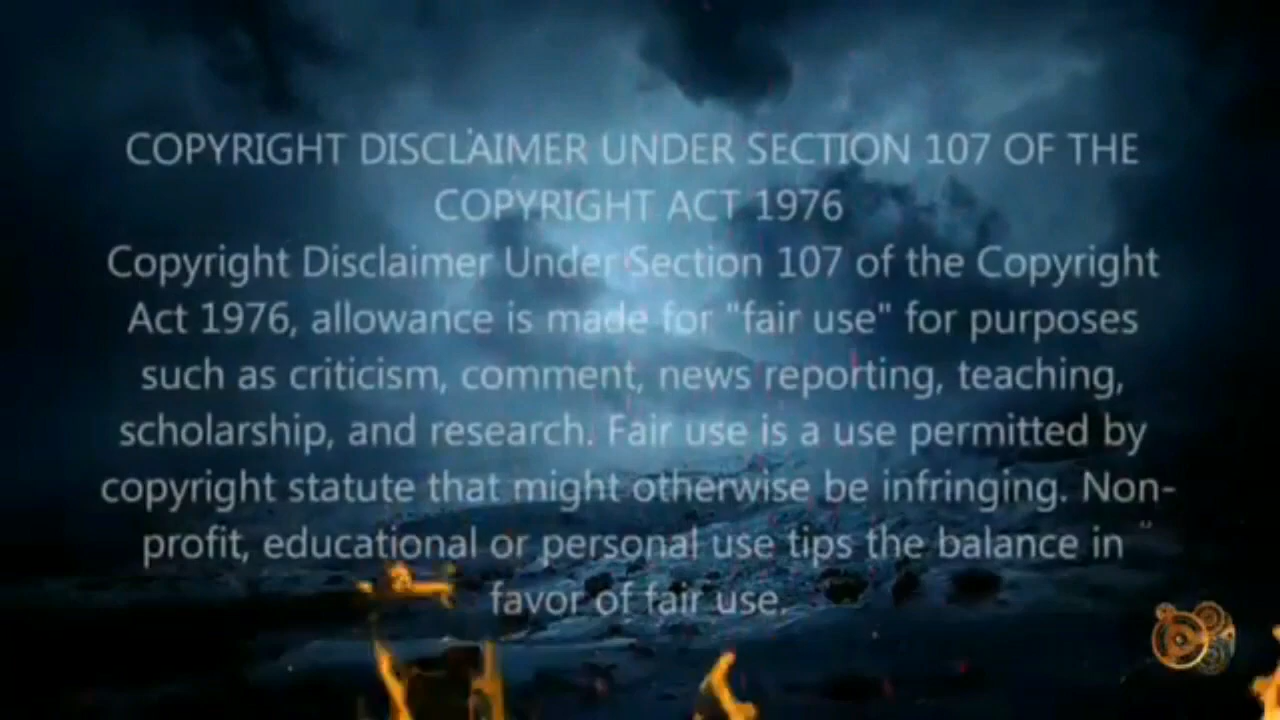 COPYRIGHT DISCLAIMER UNDER SECTION 107 OF THE
COPYRIGHT ACT 1976
Copyright Disclaimer Under Section 107 of the Copyright
Act 1976, allowance is made for "fair use" for purposes
such as criticism, comment, news reporting, teaching,
scholarship, and research. Fair use is a use permitted by
copyright statute that might otherwise be infringing. Non-
profit, educational or personal use tips the balance in
favor of fair use.